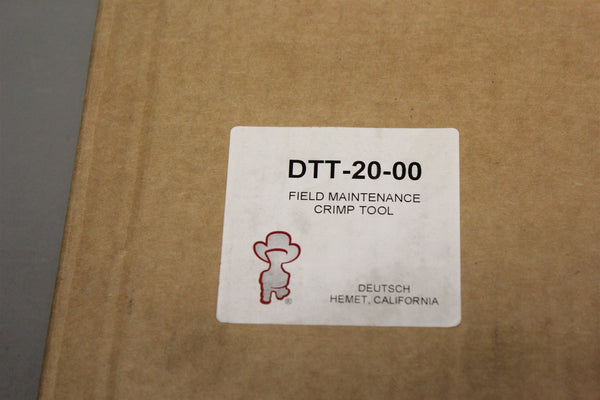 DTT-20-00
FIELD MAINTENANCE
CRIMP TOOL
®
DEUTSCH
HEMET, CALIFORNIA